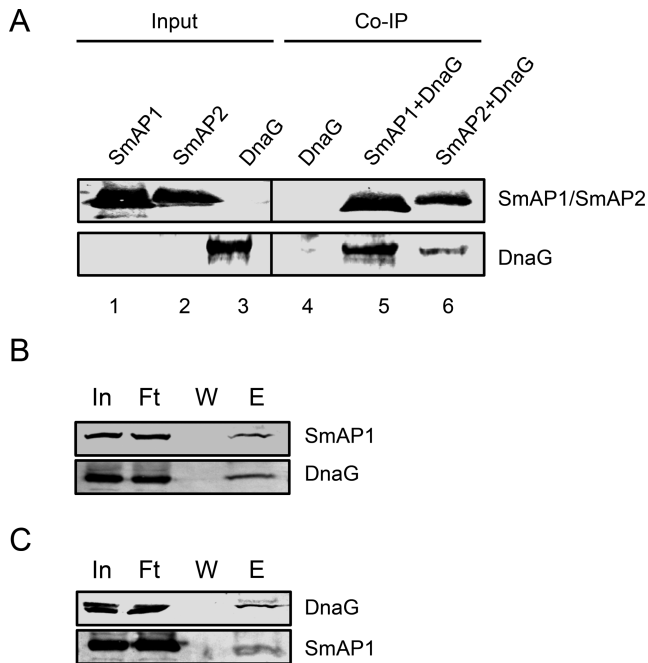 A
Input Co-IP
SmAP1 SmAP2 DnaG DnaG SmAP1+DnaG SmAP2+DnaG
SmAP1/SmAP2
DnaG
1 2 3 4 5 6
B
In Ft W E
SmAP1
DnaG
C
In Ft W E
DnaG
SmAP1